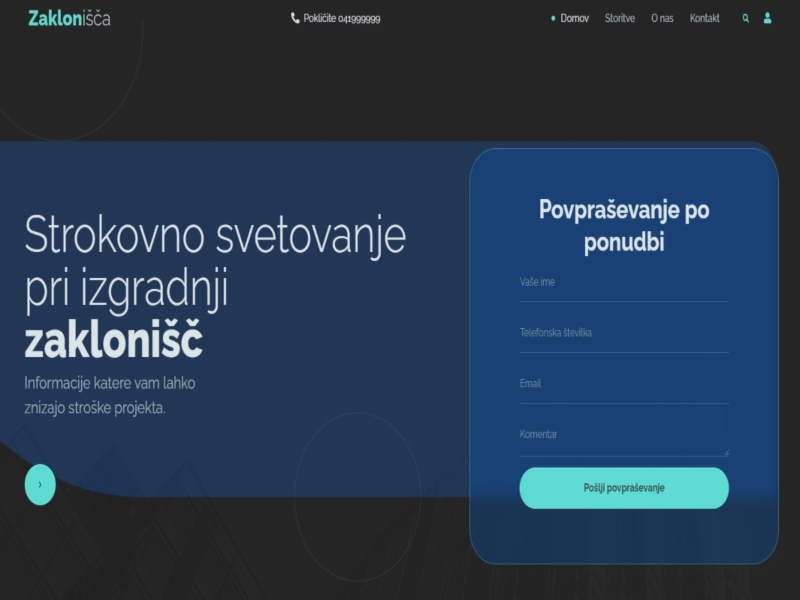 Zaklonišča
Pokličite 041999999
Domov
Storitve
O nas
Kontakt
Strokovno svetovanje
pri izgradnji
zaklonišč
Informacije katere vam lahko
znizajo stroške projekta.
Povpraševanje po
ponudbi
Vaše ime
Telefonska številka
Email
Komentar
Pošlji povpraševanje